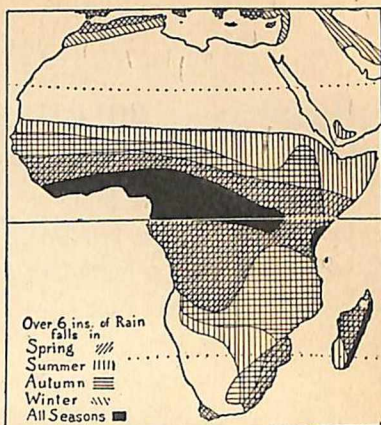 Over 6 ins. of Rain
falls in
Spring
Summer
Autumn
Winter
All Seasons